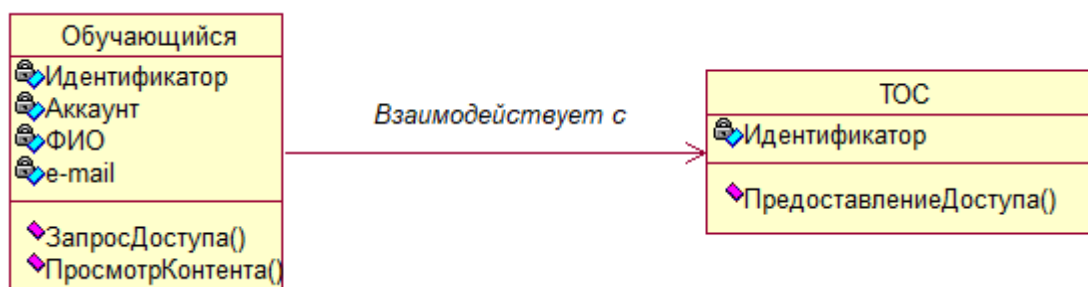 Обучающийся
Идентификатор
Аккаунт
ФИО
e-mail
ЗапросДоступа()
ПросмотрКонтента()
Взаимодействует с
ТОС
Идентификатор
ПредоставлениеДоступа()